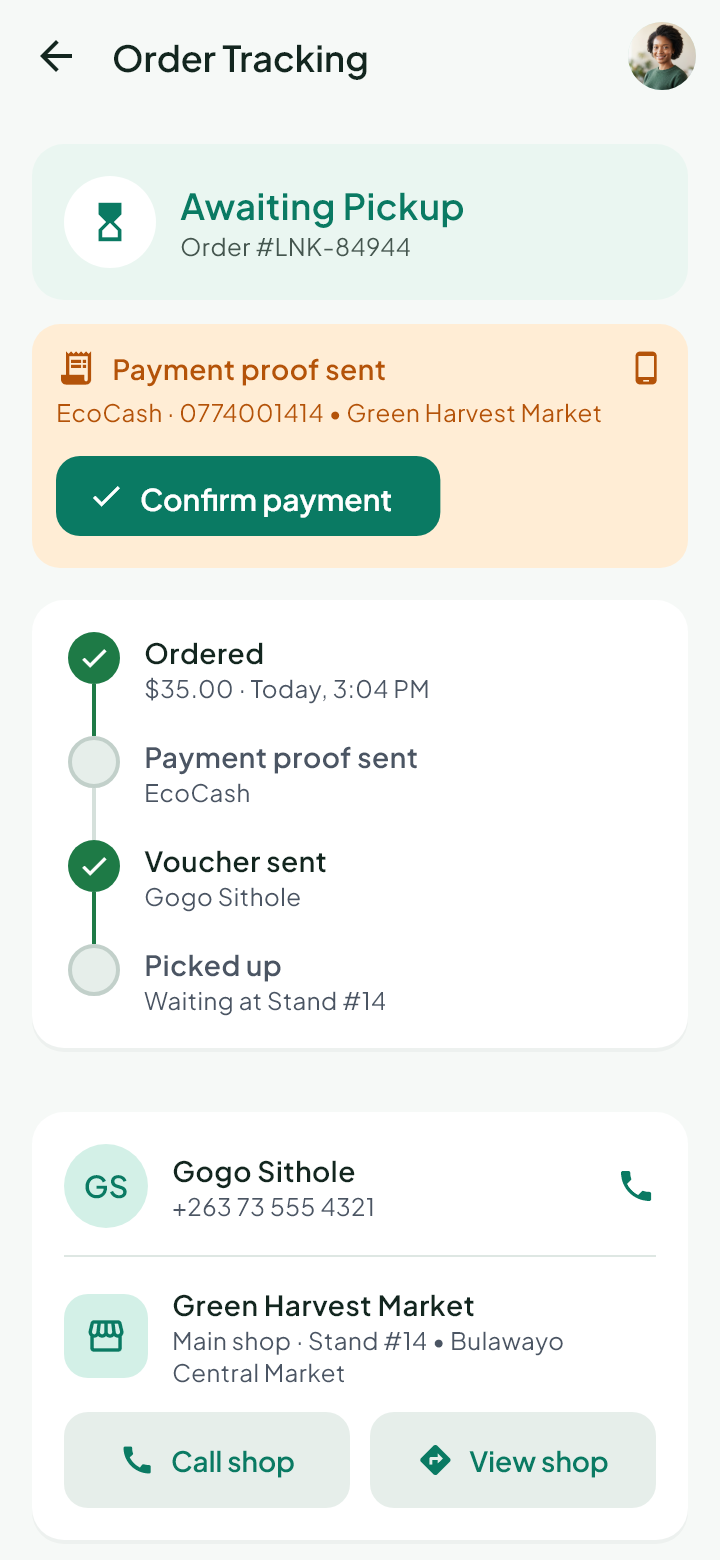 Order Tracking
Awaiting Pickup
Order #LNK-84944
Payment proof sent
EcoCash · 0774001414 • Green Harvest Market
Confirm payment
Ordered
$35.00 · Today, 3:04 PM
Payment proof sent
EcoCash
Voucher sent
Gogo Sithole
Picked up
Waiting at Stand #14
GS
Gogo Sithole
+263 73 555 4321
Green Harvest Market
Main shop · Stand #14 • Bulawayo
Central Market
Call shop
View shop